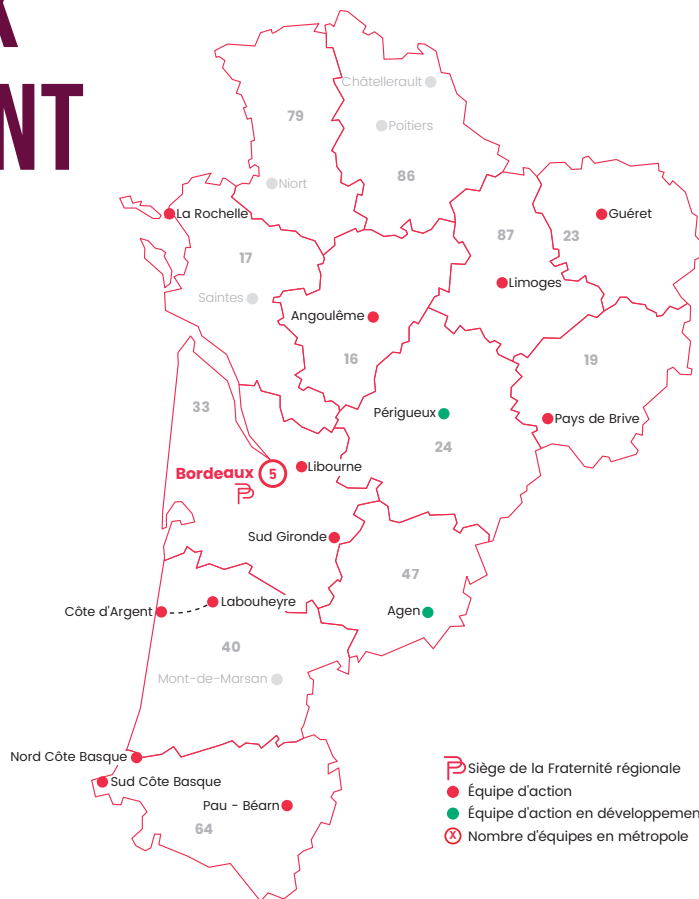 X
NT
Châtellerault
79
Poitiers
86
Niort
La Rochelle
Guéret
87
23
17
Limoges
Saintes
Angoulême
16
19
33
Périgueux
Pays de Brive
24
Libourne
Bordeaux 5
Sud Gironde
47
Labouheyre
Côte d'Argent
Agen
40
Mont-de-Marsan
Nord Côte Basque
Sud Côte Basque
Pau - Béarn
64
Siège de la Fraternité régionale
Équipe d'action
Équipe d'action en développemen
X Nombre d'équipes en métropole